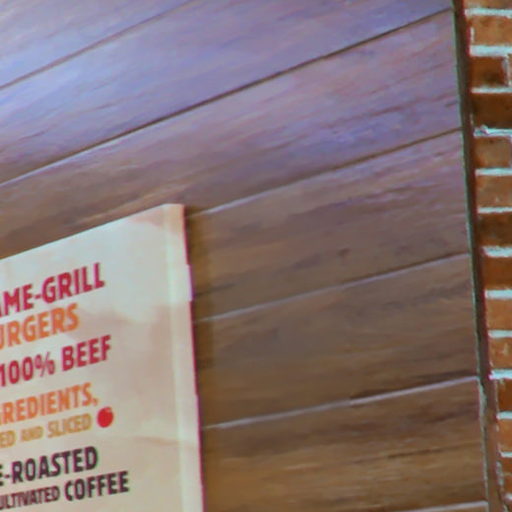 AME-GRILL
URGERS
100% BEEF
REDIENTS,
ED AND SLICED
E-ROASTED
ULTIVATED COFFEE